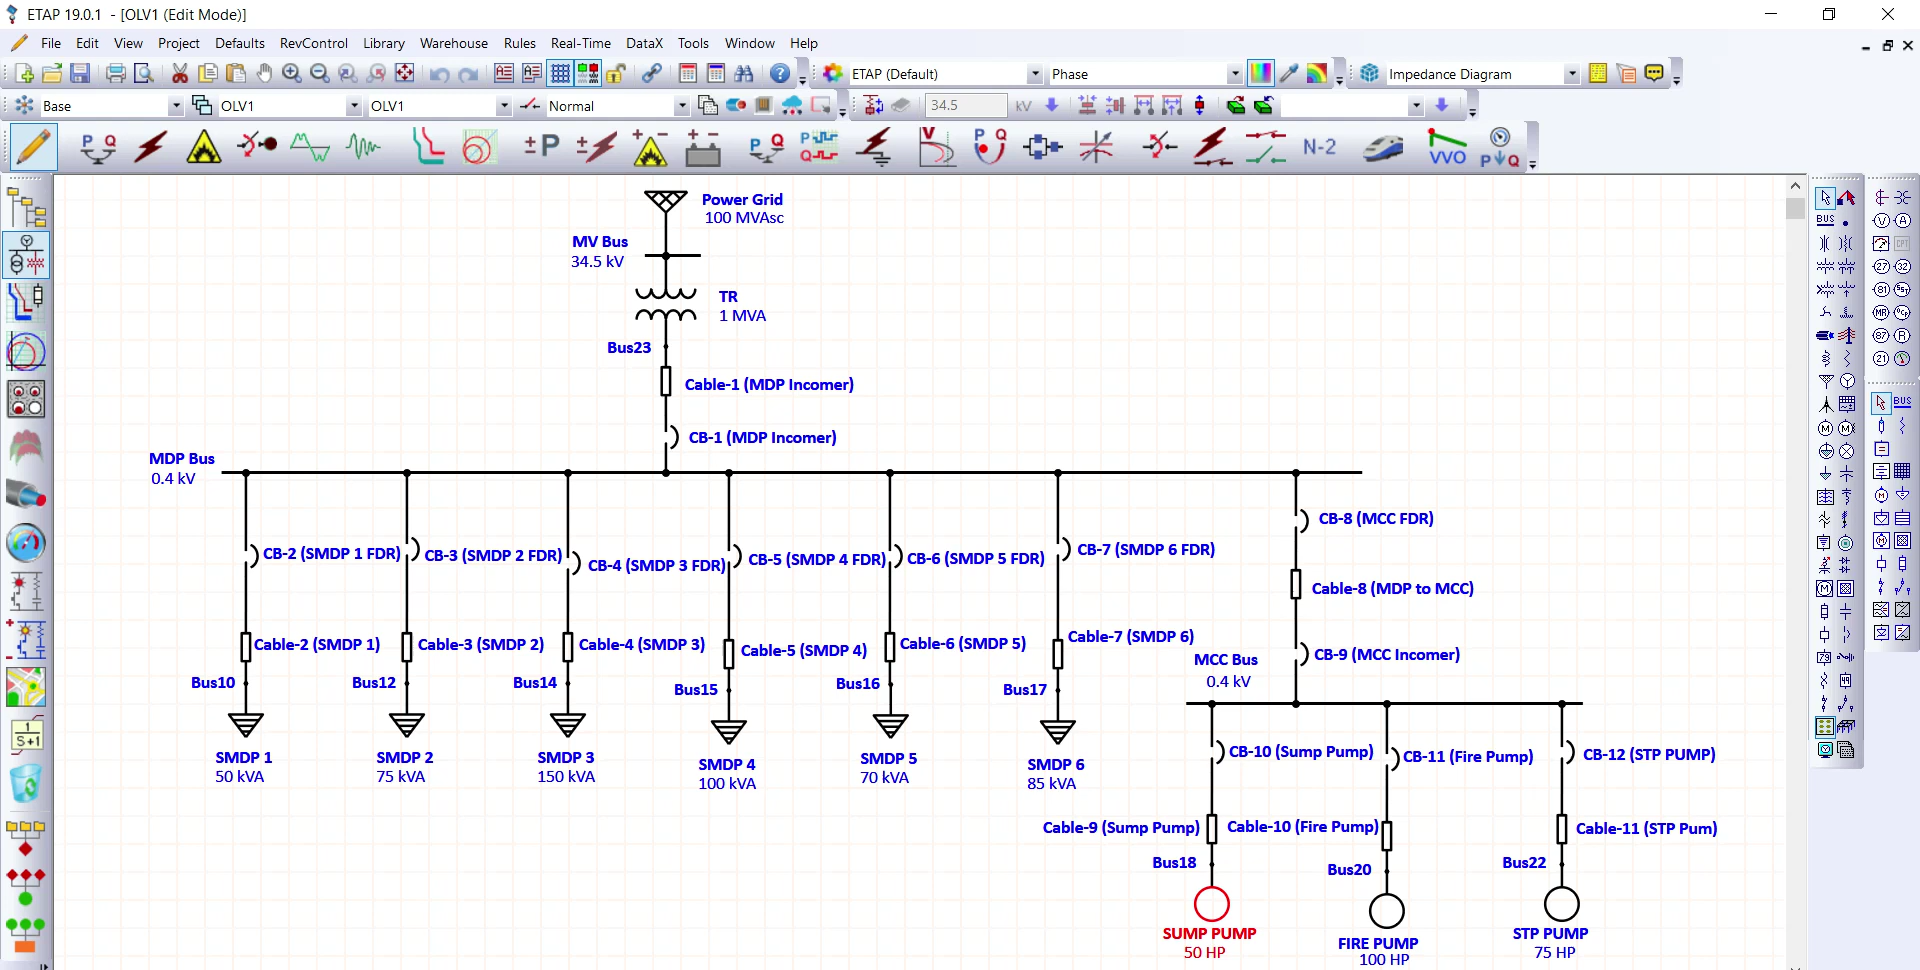 ETAP 19.0.1 - [OLV1 (Edit Mode)]
File Edit View Project Defaults RevControl Library Warehouse Rules Real-Time DataX Tools Window Help
ETAP (Default) Phase Impedance Diagram
Base OLV1 OLV1 Normal 34.5 kV
P Q ±P P Q P Q V P Q N-2 VVO P Q
Power Grid
100 MVAsc
MV Bus
34.5 kV
TR
1 MVA
Bus23
Cable-1 (MDP Incomer)
CB-1 (MDP Incomer)
MDP Bus
0.4 kV
CB-8 (MCC FDR)
CB-2 (SMDP 1 FDR) CB-3 (SMDP 2 FDR) CB-4 (SMDP 3 FDR) CB-5 (SMDP 4 FDR) CB-6 (SMDP 5 FDR) CB-7 (SMDP 6 FDR)
Cable-8 (MDP to MCC)
Cable-2 (SMDP 1) Cable-3 (SMDP 2) Cable-4 (SMDP 3) Cable-5 (SMDP 4) Cable-6 (SMDP 5) Cable-7 (SMDP 6)
CB-9 (MCC Incomer)
MCC Bus
0.4 kV
Bus10 Bus12 Bus14 Bus15 Bus16 Bus17
SMDP 1 SMDP 2 SMDP 3 SMDP 4 SMDP 5 SMDP 6
50 kVA 75 kVA 150 kVA 100 kVA 70 kVA 85 kVA
CB-10 (Sump Pump) CB-11 (Fire Pump) CB-12 (STP PUMP)
Cable-9 (Sump Pump) Cable-10 (Fire Pump) Cable-11 (STP Pum)
Bus18 Bus20 Bus22
SUMP PUMP FIRE PUMP STP PUMP
50 HP 100 HP 75 HP
1
S+1
BUS
BUS